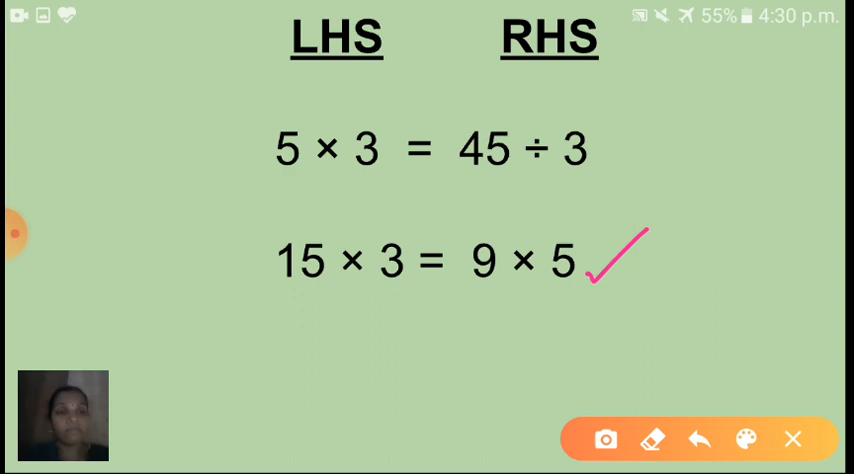 55% 4:30 p.m.
LHS RHS
5 × 3 = 45 ÷ 3
15 × 3 = 9 × 5